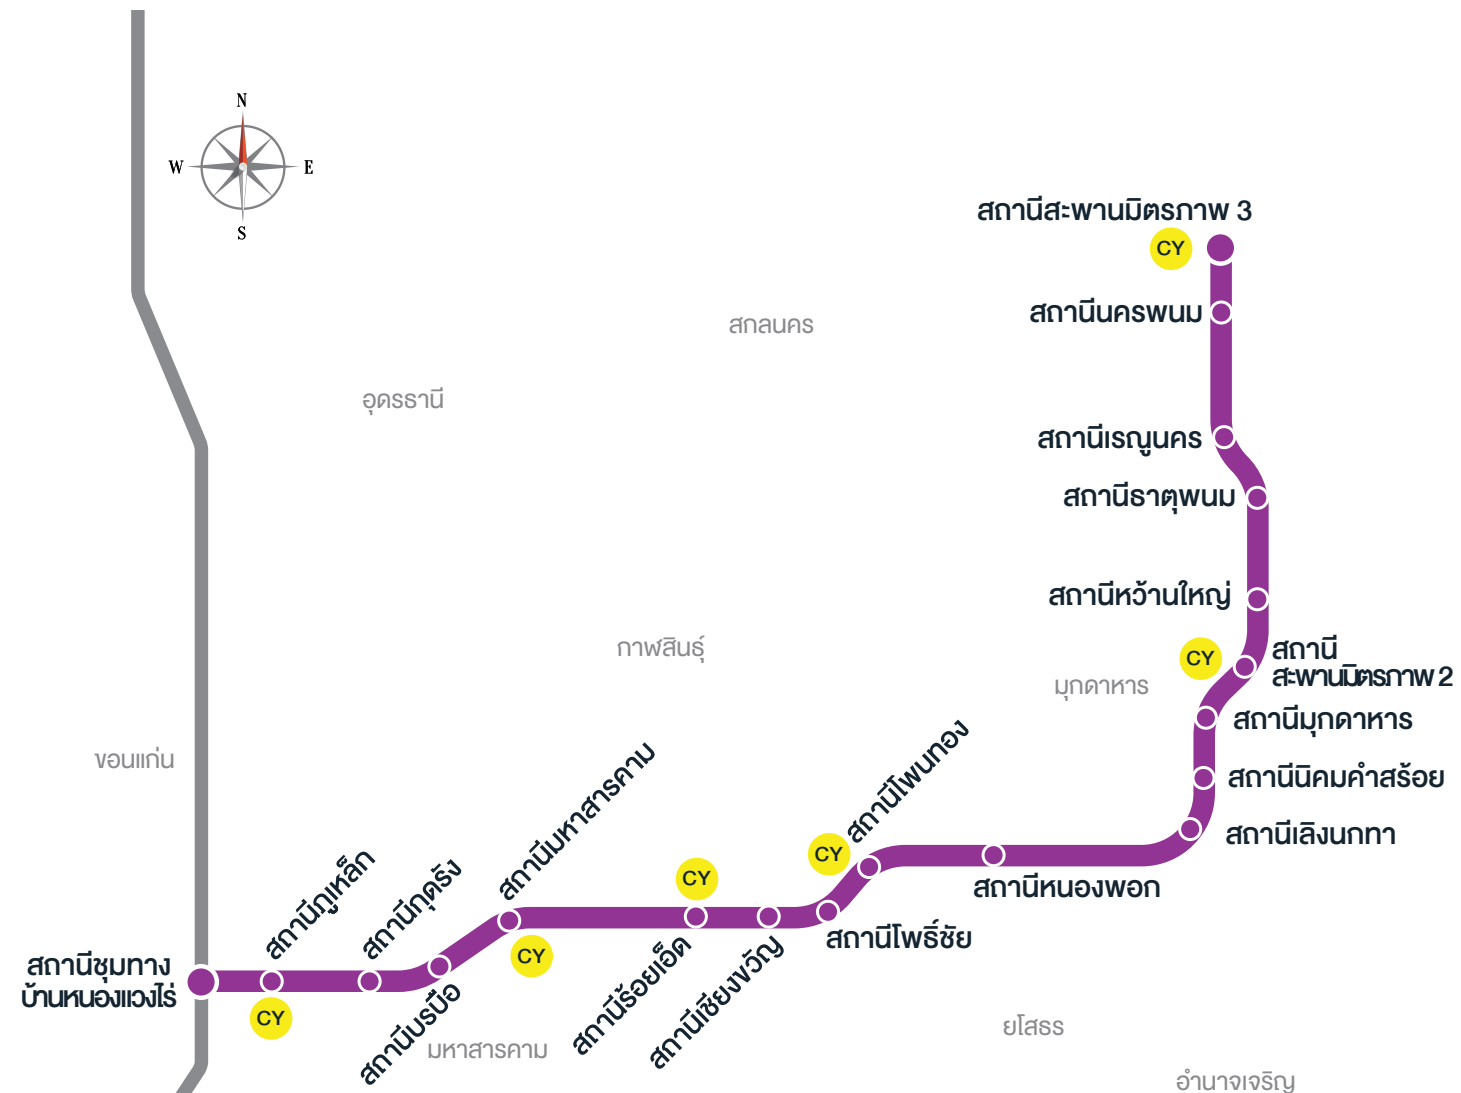 N
W
E
S
สถานีสะพานมิตรภาพ 3
CY
สถานีนครพนม
สกลนคร
อุดรธานี
สถานีเรณูนคร
สถานีธาตุพนม
สถานีหว้านใหญ่
กาฬสินธุ์
CY
สถานี
สะพานมิตรภาพ 2
มุกดาหาร
สถานีมุกดาหาร
ขอนแก่น
สถานีนิคมคำสร้อย
สถานีมหาสารคาม
สถานีโพนทอง
CY
สถานีเลิงนกทา
สถานีภูเหล็ก
สถานีกุดรัง
CY
สถานีหนองพอก
สถานีโพธิ์ชัย
CY
สถานีชุมทาง
บ้านหนองแวงไร่
CY
สถานีบรบือ
สถานีร้อยเอ็ด
สถานีเชียงขวัญ
มหาสารคาม
ยโสธร
อำนาจเจริญ